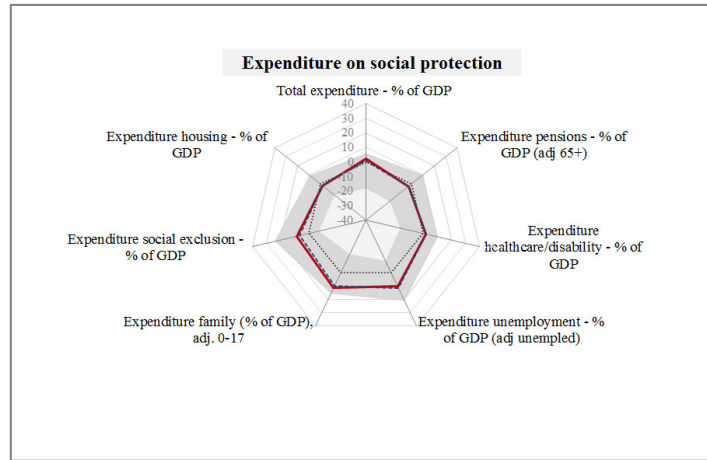 Expenditure on social protection
Total expenditure - % of GDP
40
30
20
10
0
-10
-20
-30
-40
Expenditure pensions - % of
GDP (adj 65+)
Expenditure
healthcare/disability - % of
GDP
Expenditure unemployment - %
of GDP (adj unempled)
Expenditure family (% of GDP),
adj. 0-17
Expenditure social exclusion -
% of GDP
Expenditure housing - % of
GDP